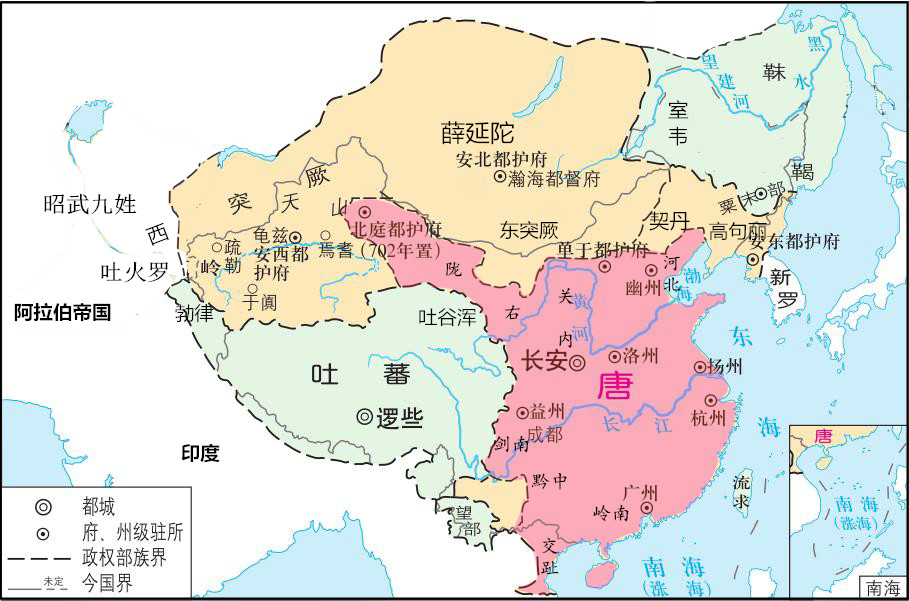 望建河
黑水
靺
室韦
薛延陀
安北都护府
瀚海都督府
鞨
粟末部
昭武九姓
西
突
厥
天
山
北庭都护府
(702年置)
东突厥
契丹
高句丽
安东都护府
龟兹
焉耆
疏勒
安西都护府
岭
于阗
吐火罗
阿拉伯帝国
勃律
单于都护府
陇
右
河
北
幽州
渤海
新罗
吐谷浑
关
内
黄河
长安
洛州
唐
扬州
东
海
杭州
吐蕃
逻些
益州
成都
长江
印度
剑南
黔中
广州
岭南
流求
望部
交趾
南海
(涨海)
都城
府、州级驻所
政权部族界
未定
今国界
唐
南海
(涨海)
南海